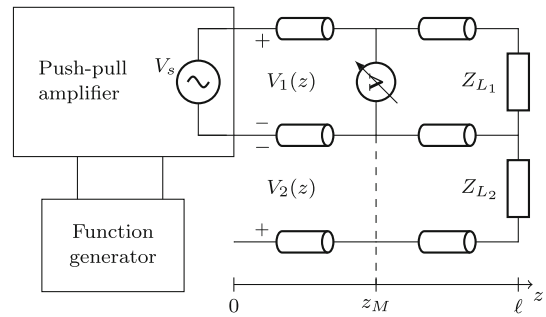 Push-pull
amplifier
V_s
+
V_1(z)
V
Z_{L_1}
−
−
V_2(z)
Z_{L_2}
+
Function
generator
0
z_M
ℓ
z